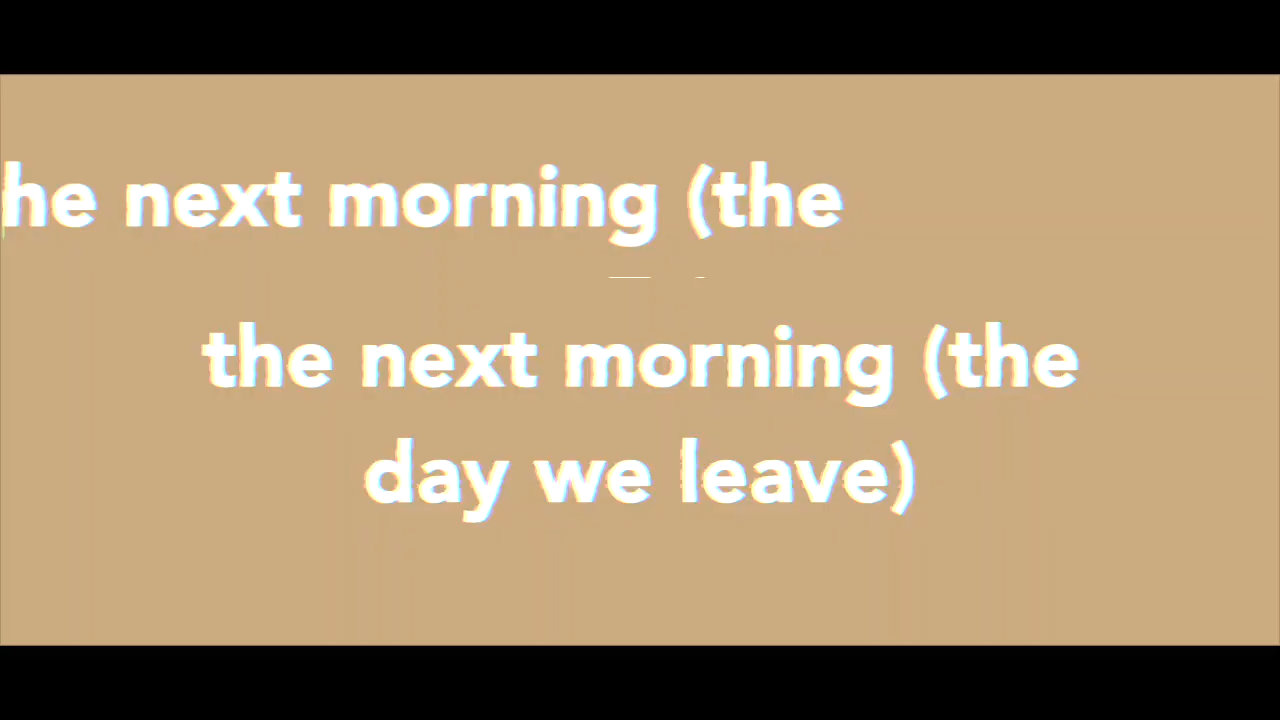 he next morning (the
the next morning (the
day we leave)